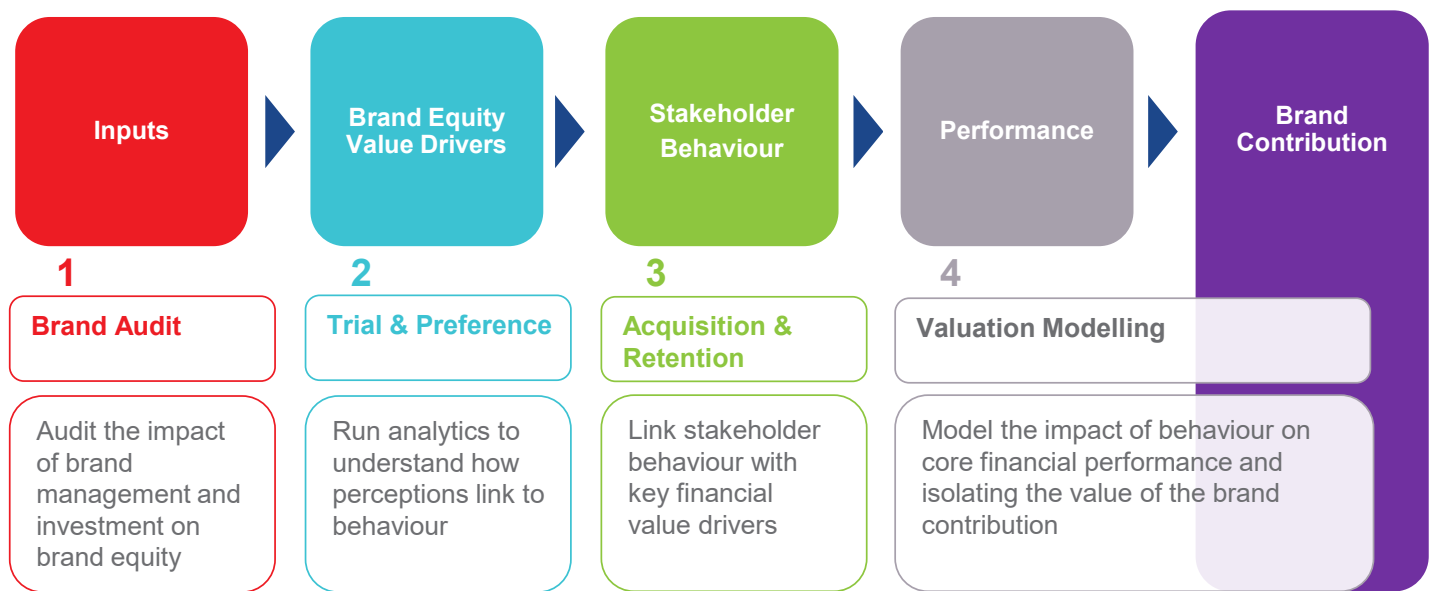 Inputs
Brand Equity
Value Drivers
Stakeholder
Behaviour
Performance
Brand
Contribution
1
2
3
4
Brand Audit
Trial & Preference
Acquisition &
Retention
Valuation Modelling
Audit the impact
of brand
management and
investment on
brand equity
Run analytics to
understand how
perceptions link to
behaviour
Link stakeholder
behaviour with
key financial
value drivers
Model the impact of behaviour on
core financial performance and
isolating the value of the brand
contribution